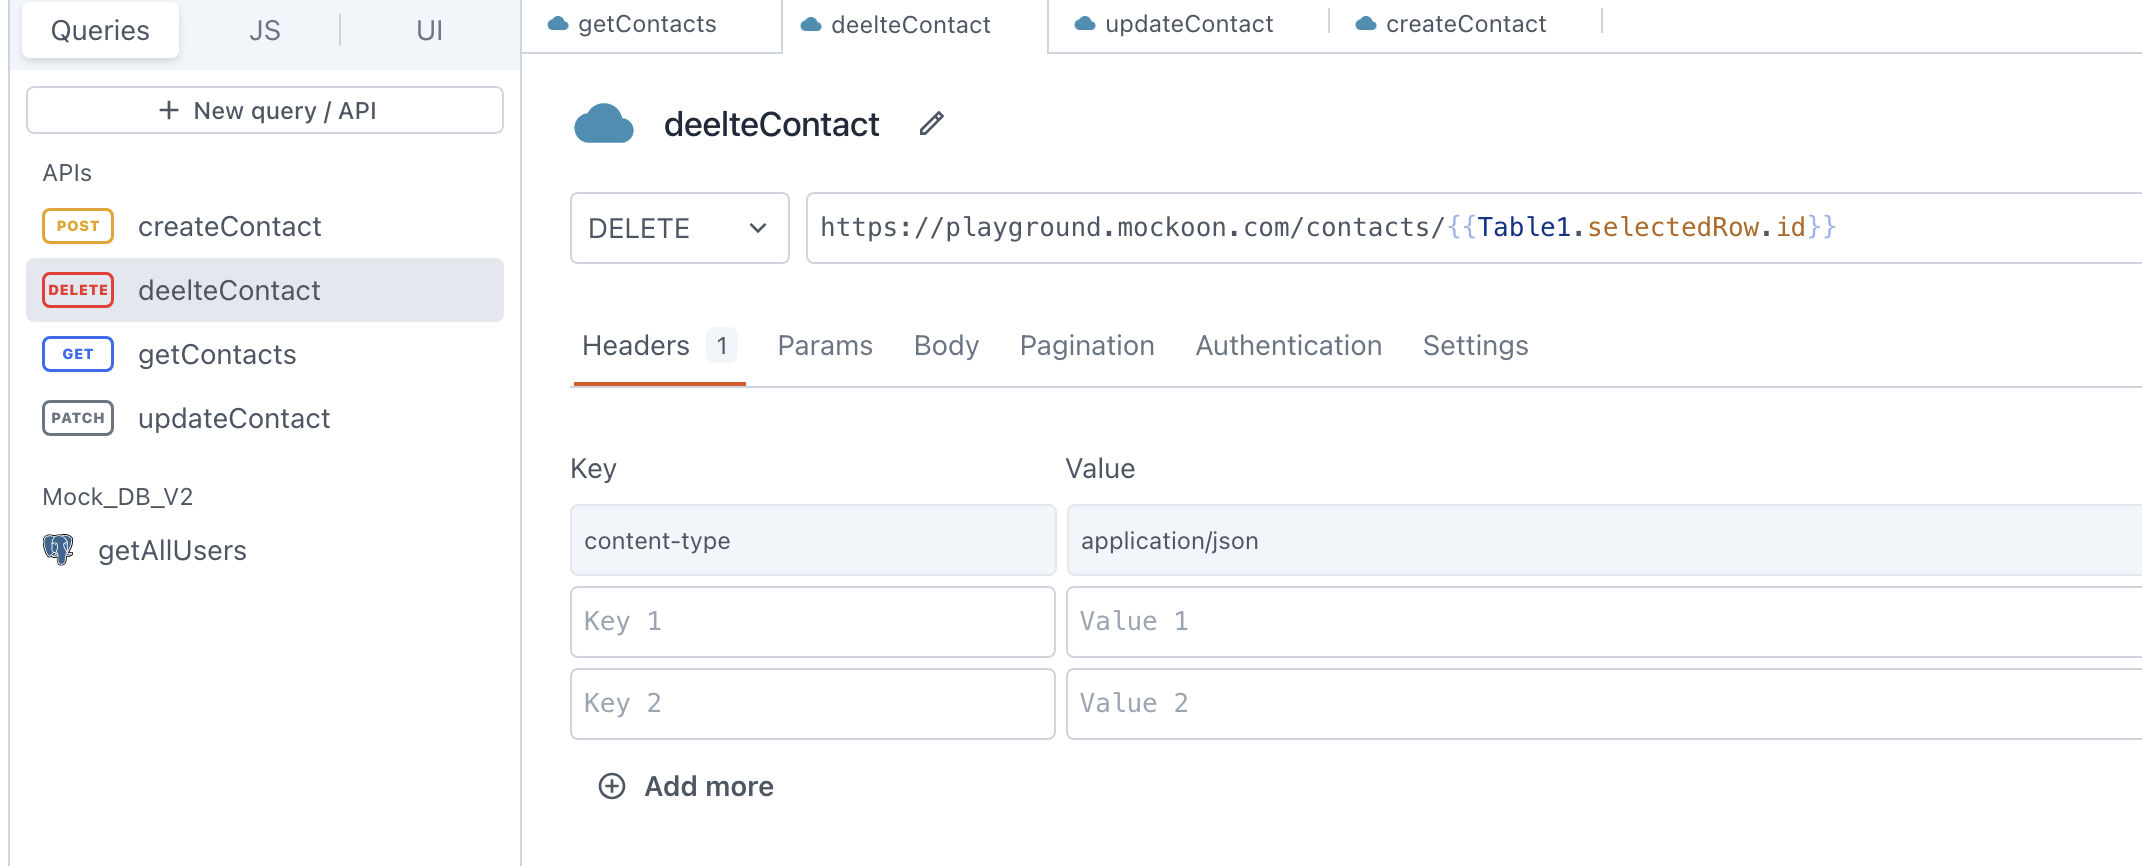 Queries
JS
UI
getContacts
deelteContact
updateContact
createContact
+ New query / API
APIs
POST createContact
DELETE deelteContact
GET getContacts
PATCH updateContact
Mock_DB_V2
getAllUsers
deelteContact
DELETE
https://playground.mockoon.com/contacts/{{Table1.selectedRow.id}}
Headers 1 Params Body Pagination Authentication Settings
Key Value
content-type application/json
Key 1 Value 1
Key 2 Value 2
Add more